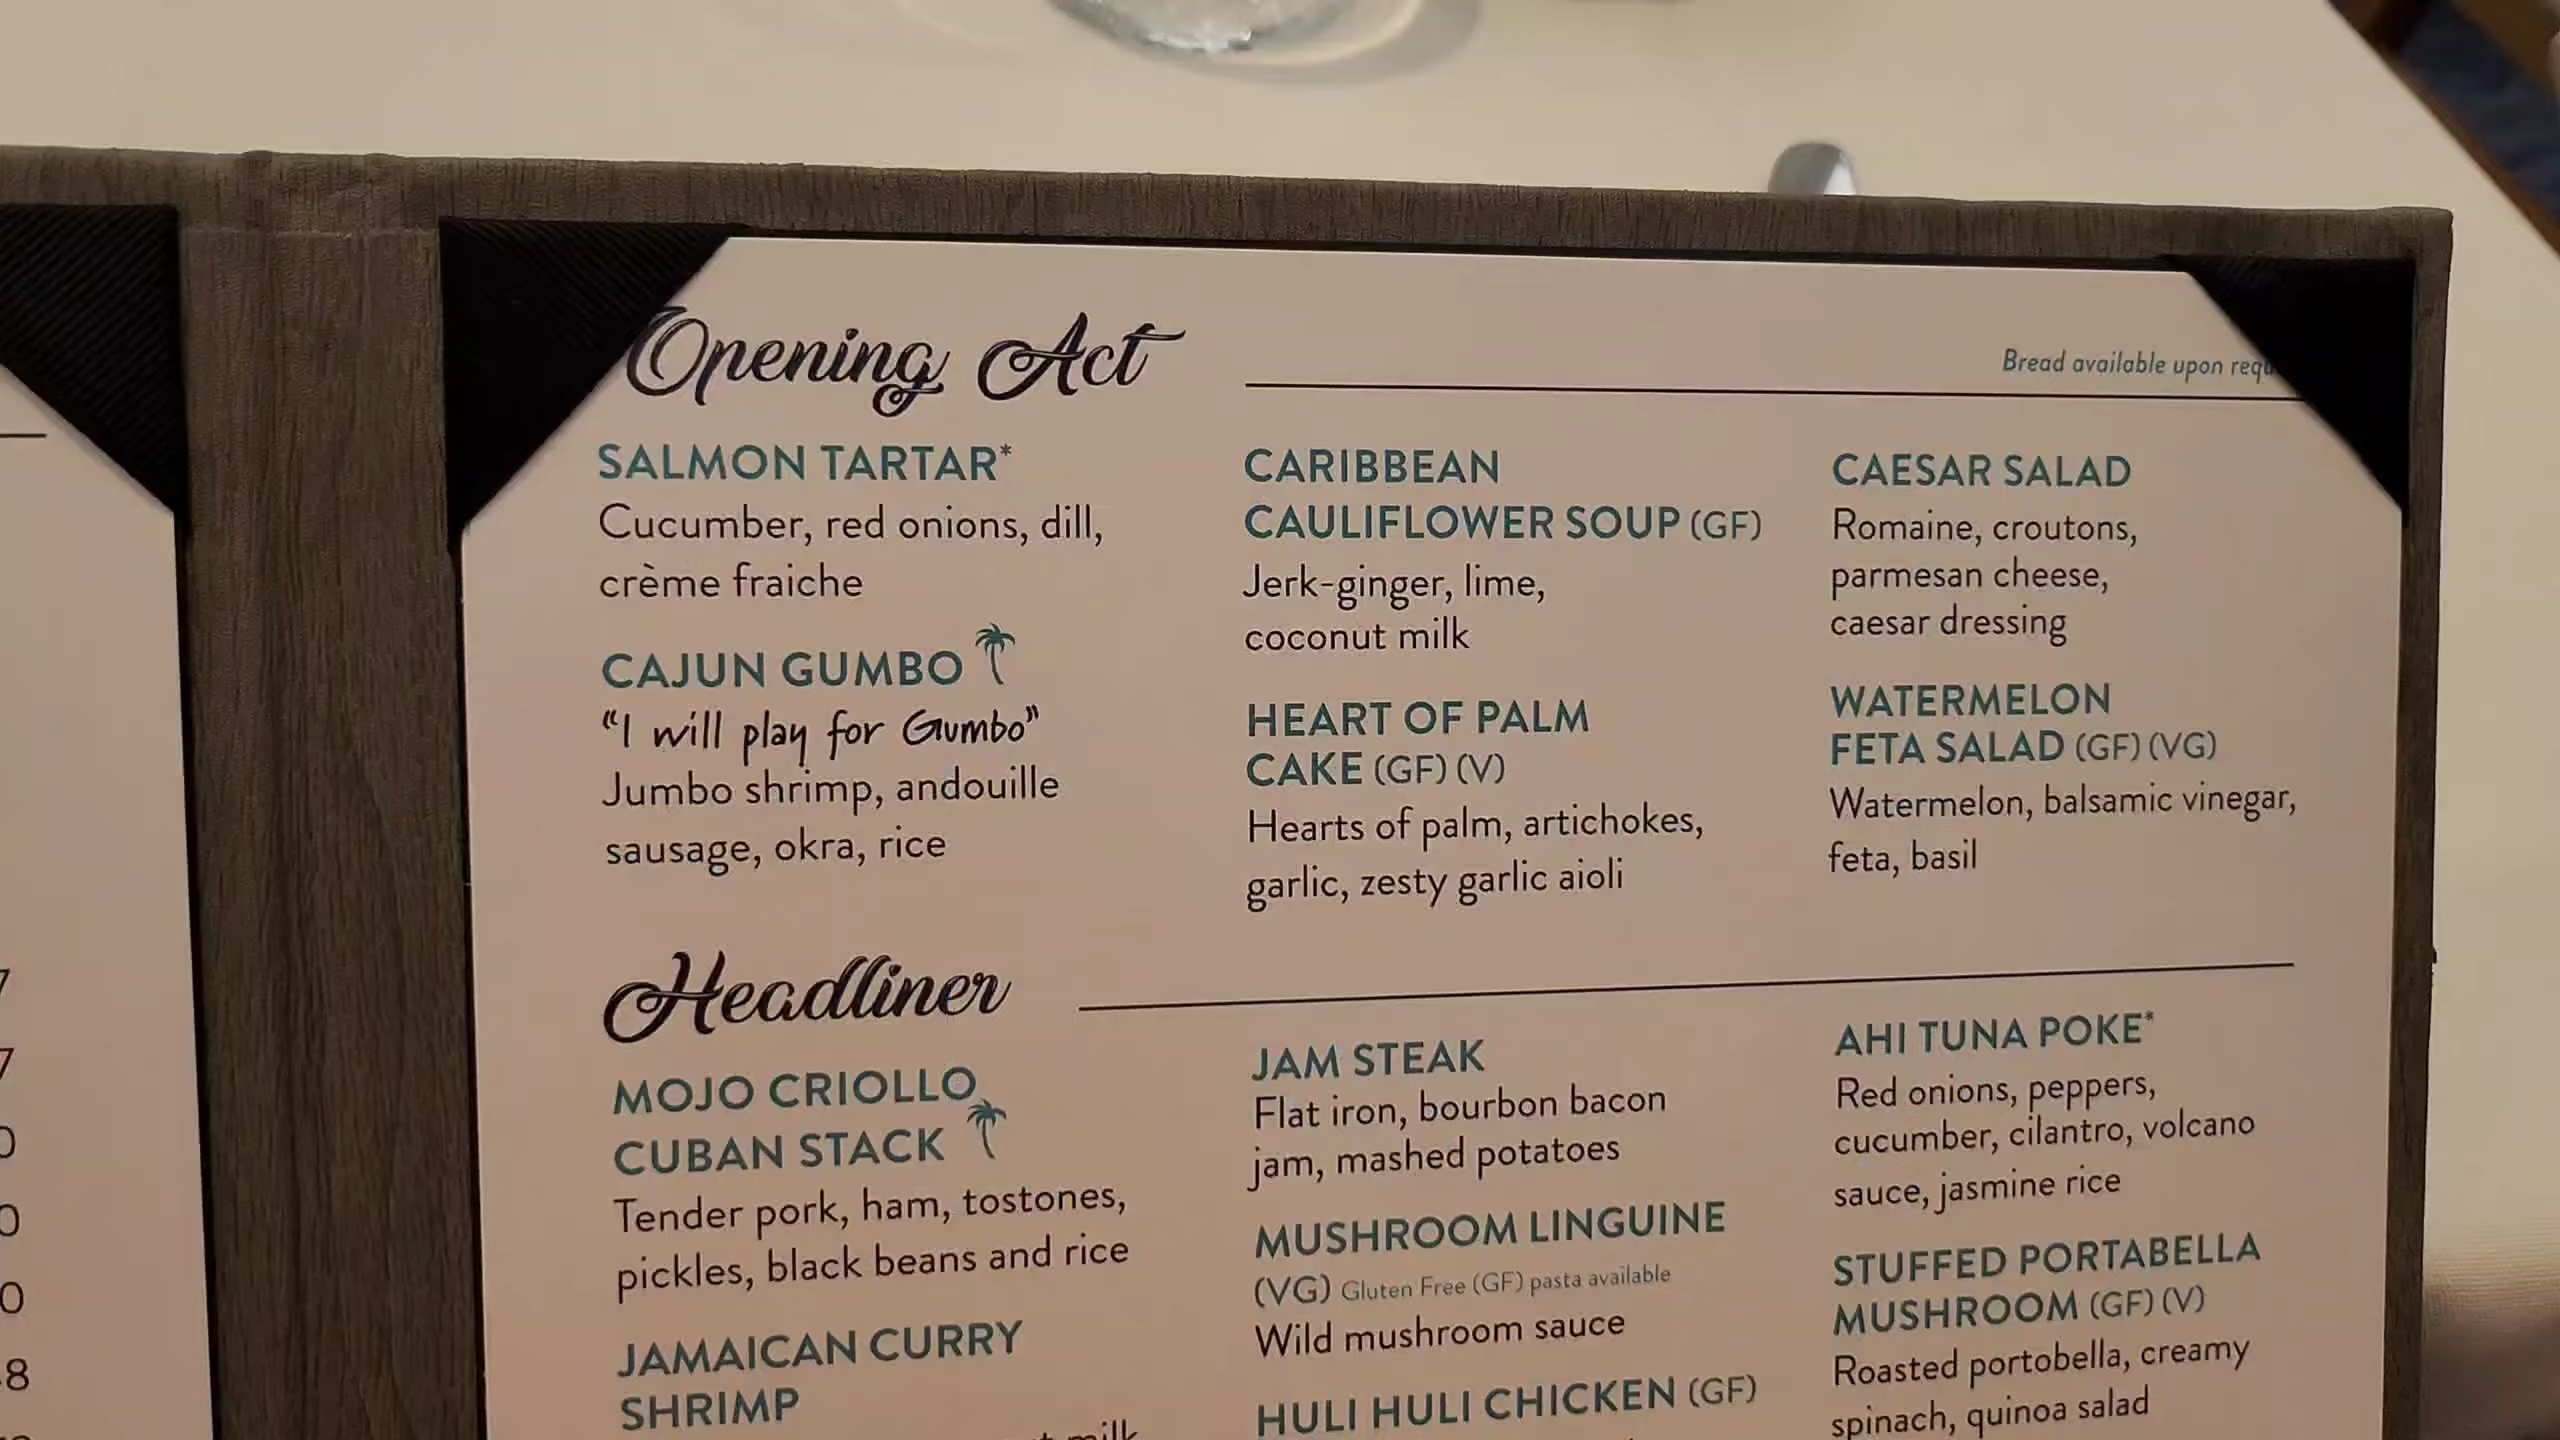 Opening Act
Bread available upon
SALMON TARTAR*
Cucumber, red onions, dill,
crème fraiche
CAJUN GUMBO
“I will play for Gumbo”
Jumbo shrimp, andouille
sausage, okra, rice
CARIBBEAN
CAULIFLOWER SOUP (GF)
Jerk-ginger, lime,
coconut milk
HEART OF PALM
CAKE (GF) (V)
Hearts of palm, artichokes,
garlic, zesty garlic aioli
CAESAR SALAD
Romaine, croutons,
parmesan cheese,
caesar dressing
WATERMELON
FETA SALAD (GF) (VG)
Watermelon, balsamic vinegar,
feta, basil
Headliner
MOJO CRIOLLO
CUBAN STACK
Tender pork, ham, tostones,
pickles, black beans and rice
JAMAICAN CURRY
SHRIMP
milk
JAM STEAK
Flat iron, bourbon bacon
jam, mashed potatoes
MUSHROOM LINGUINE
(VG) Gluten Free (GF) pasta available
Wild mushroom sauce
HULI HULI CHICKEN (GF)
AHI TUNA POKE*
Red onions, peppers,
cucumber, cilantro, volcano
sauce, jasmine rice
STUFFED PORTABELLA
MUSHROOM (GF) (V)
Roasted portobella, creamy
spinach, quinoa salad